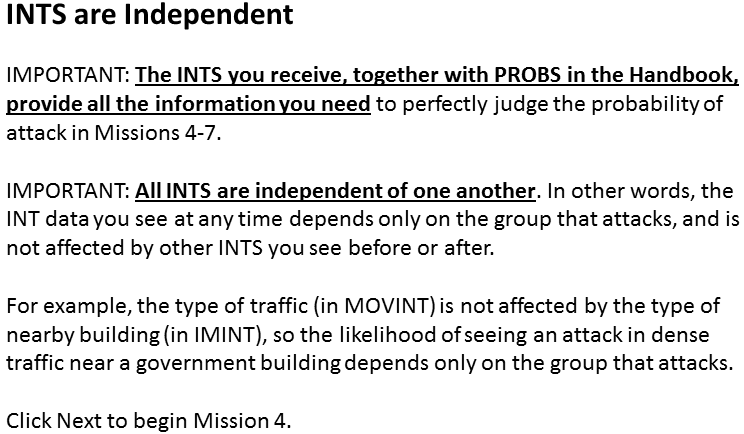 INTS are Independent
IMPORTANT: The INTS you receive, together with PROBS in the Handbook,
provide all the information you need to perfectly judge the probability of
attack in Missions 4-7.
IMPORTANT: All INTS are independent of one another. In other words, the
INT data you see at any time depends only on the group that attacks, and is
not affected by other INTS you see before or after.
For example, the type of traffic (in MOVINT) is not affected by the type of
nearby building (in IMINT), so the likelihood of seeing an attack in dense
traffic near a government building depends only on the group that attacks.
Click Next to begin Mission 4.